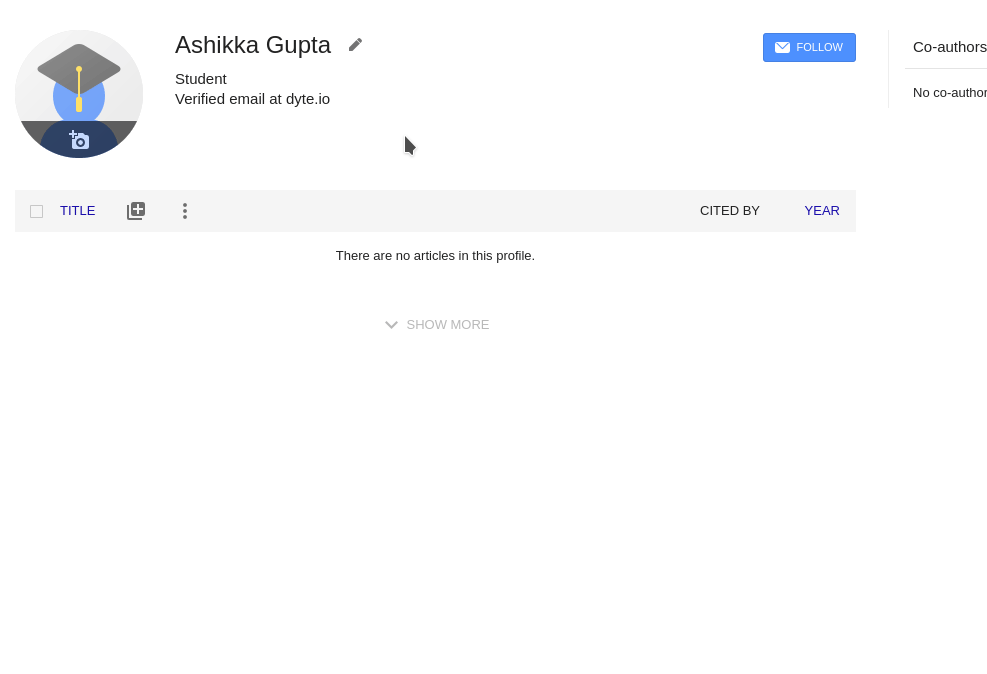 Ashikka Gupta
FOLLOW
Student
Verified email at dyte.io
Co-authors
No co-author
TITLE
CITED BY
YEAR
There are no articles in this profile.
SHOW MORE